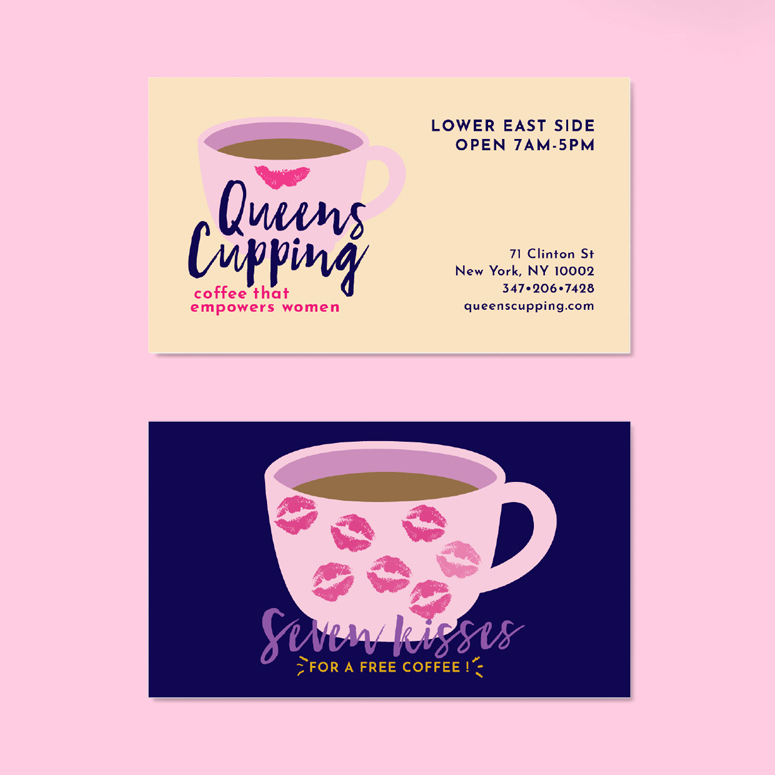 LOWER EAST SIDE
OPEN 7AM-5PM
Queens
Cupping
coffee that
empowers women
71 Clinton St
New York, NY 10002
347•206•7428
queenscupping.com
Seven kisses
FOR A FREE COFFEE !